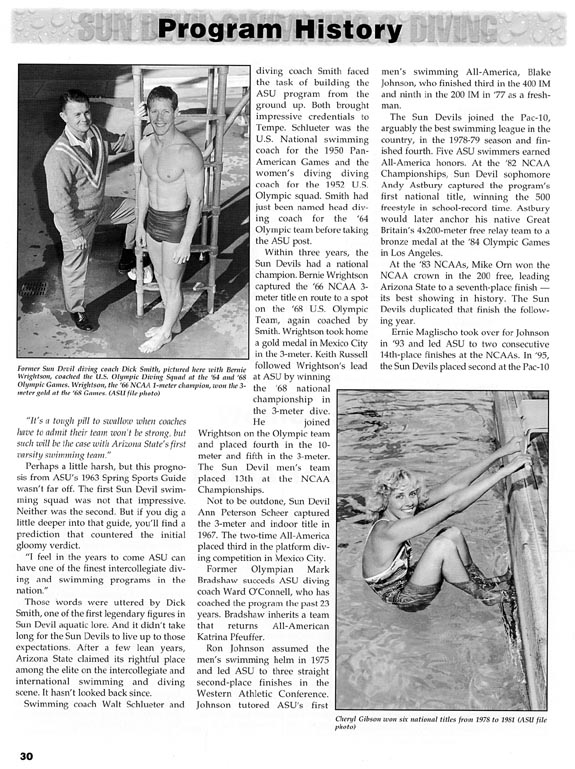 SUN DEVIL SWIMMING & DIVING
Program History
Former Sun Devil diving coach Dick Smith, pictured here with Bernie
Wrightson, coached the U.S. Olympic Diving Squad at the '64 and '68
Olympic Games. Wrightson, the '66 NCAA 1-meter champion, won the 3-
meter gold at the '68 Games. (ASU file photo)
"It's a tough pill to swallow when coaches
have to admit their team won't be strong, but
such will be the case with Arizona State's first
varsity swimming team."
Perhaps a little harsh, but this progno-
sis from ASU's 1963 Spring Sports Guide
wasn't far off. The first Sun Devil swim-
ming squad was not that impressive.
Neither was the second. But if you dig a
little deeper into that guide, you'll find a
prediction that countered the initial
gloomy verdict.
"I feel in the years to come ASU can
have one of the finest intercollegiate div-
ing and swimming programs in the
nation."
Those words were uttered by Dick
Smith, one of the first legendary figures in
Sun Devil aquatic lore. And it didn't take
long for the Sun Devils to live up to those
expectations. After a few lean years,
Arizona State claimed its rightful place
among the elite on the intercollegiate and
international swimming and diving
scene. It hasn't looked back since.
Swimming coach Walt Schlueter and
diving coach Smith faced
the task of building the
ASU program from the
ground up. Both brought
impressive credentials to
Tempe. Schlueter was the
U.S. National swimming
coach for the 1950 Pan-
American Games and the
women's diving diving
coach for the 1952 U.S.
Olympic squad. Smith had
just been named head div-
ing coach for the '64
Olympic team before taking
the ASU post.
Within three years, the
Sun Devils had a national
champion. Bernie Wrightson
captured the '66 NCAA 3-
meter title en route to a spot
on the '68 U.S. Olympic
Team, again coached by
Smith. Wrightson took home
a gold medal in Mexico City
in the 3-meter. Keith Russell
followed Wrightson's lead
at ASU by winning
the '68 national
championship in
the 3-meter dive.
He joined
Wrightson on the Olympic team
and placed fourth in the 10-
meter and fifth in the 3-meter.
The Sun Devil men's team
placed 13th at the NCAA
Championships.
Not to be outdone, Sun Devil
Ann Peterson Scheer captured
the 3-meter and indoor title in
1967. The two-time All-America
placed third in the platform div-
ing competition in Mexico City.
Former Olympian Mark
Bradshaw succeds ASU diving
coach Ward O'Connell, who has
coached the program the past 23
years. Bradshaw inherits a team
that returns All-American
Katrina Pfeuffer.
Ron Johnson assumed the
men's swimming helm in 1975
and led ASU to three straight
second-place finishes in the
Western Athletic Conference.
Johnson tutored ASU's first
men's swimming All-America, Blake
Johnson, who finished third in the 400 IM
and ninth in the 200 IM in '77 as a fresh-
man.
The Sun Devils joined the Pac-10,
arguably the best swimming league in the
country, in the 1978-79 season and fin-
ished fourth. Five ASU swimmers earned
All-America honors. At the '82 NCAA
Championships, Sun Devil sophomore
Andy Astbury captured the program's
first national title, winning the 500
freestyle in school-record time. Astbury
would later anchor his native Great
Britain's 4x200-meter free relay team to a
bronze medal at the '84 Olympic Games
in Los Angeles.
At the '83 NCAAs, Mike Orn won the
NCAA crown in the 200 free, leading
Arizona State to a seventh-place finish —
its best showing in history. The Sun
Devils duplicated that finish the follow-
ing year.
Ernie Maglischo took over for Johnson
in '93 and led ASU to two consecutive
14th-place finishes at the NCAAs. In '95,
the Sun Devils placed second at the Pac-10
Cheryl Gibson won six national titles from 1978 to 1981 (ASU file
photo)
30